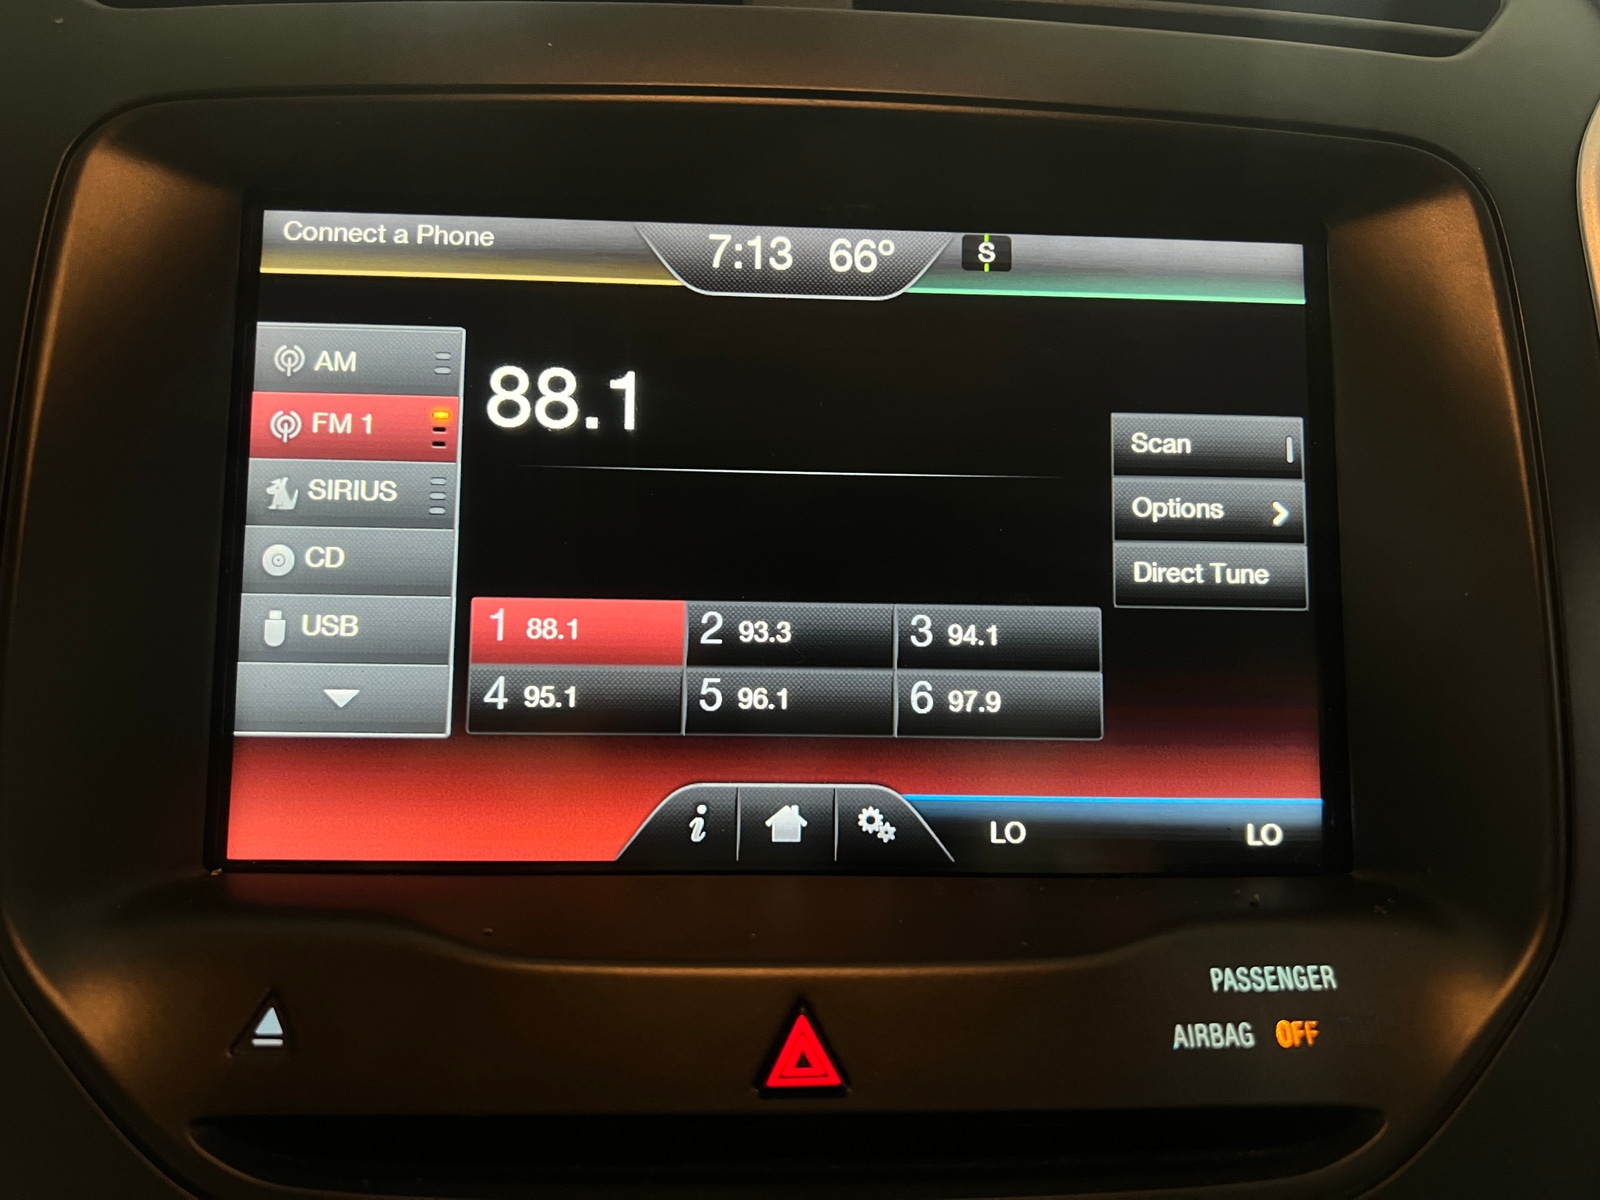 Connect a Phone
7:13 66° S
AM
FM 1
SIRIUS
CD
USB
88.1
Scan
Options
Direct Tune
1 88.1
2 93.3
3 94.1
4 95.1
5 96.1
6 97.9
i
LO LO
PASSENGER
AIRBAG OFF